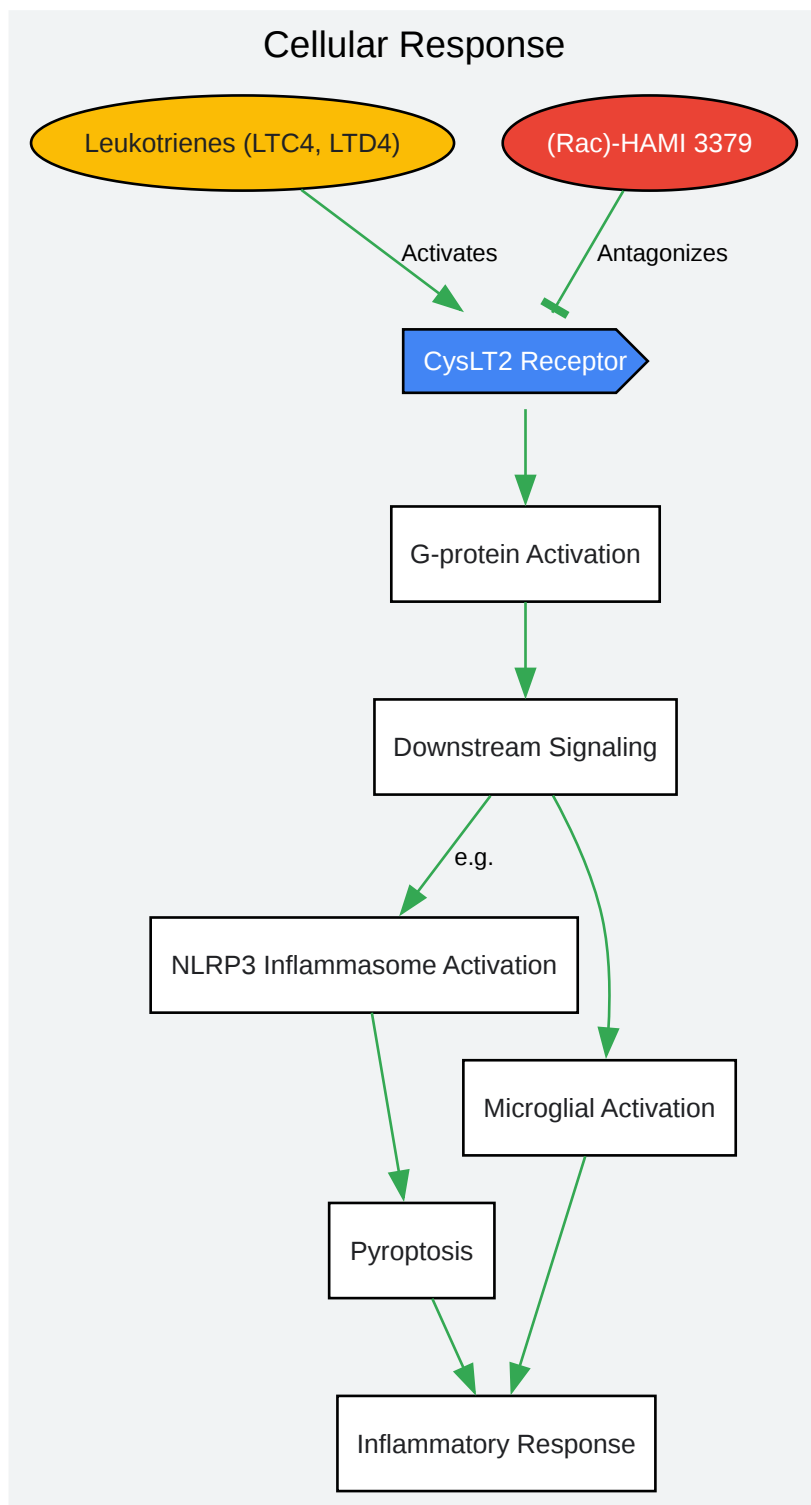 Cellular Response
Leukotrienes (LTC4, LTD4)
(Rac)-HAMI 3379
Activates
Antagonizes
CysLT2 Receptor
G-protein Activation
Downstream Signaling
e.g.
NLRP3 Inflammasome Activation
Microglial Activation
Pyroptosis
Inflammatory Response